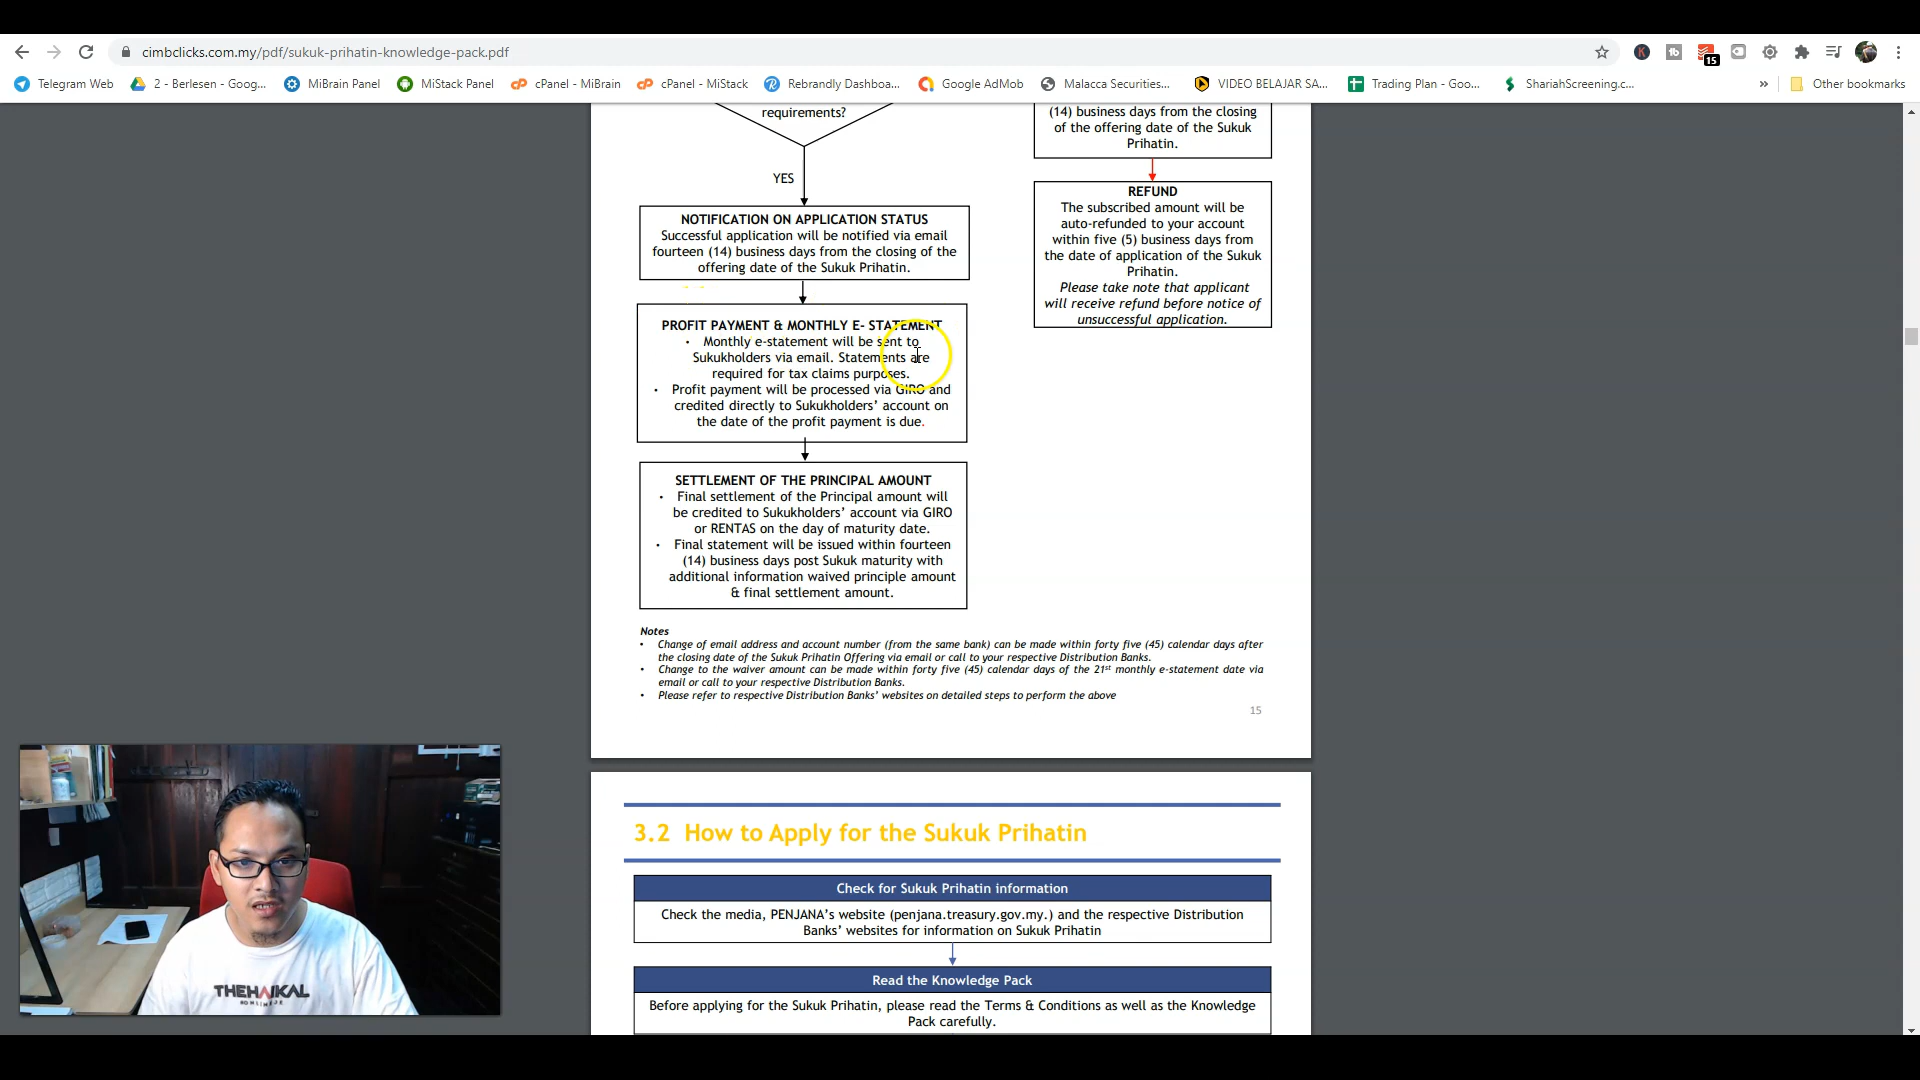 cimbclicks.com.my/pdf/sukuk-prihatin-knowledge-pack.pdf
15
Telegram Web
2 - Berlesen - Goog...
MiBrain Panel
MiStack Panel
cPanel - MiBrain
cPanel - MiStack
Rebrandly Dashboa...
Google AdMob
Malacca Securities...
VIDEO BELAJAR SA...
Trading Plan - Goo...
ShariahScreening.c...
»
Other bookmarks
requirements?
YES
NOTIFICATION ON APPLICATION STATUS
Successful application will be notified via email
fourteen (14) business days from the closing of the
offering date of the Sukuk Prihatin.
PROFIT PAYMENT & MONTHLY E- STATEMENT
• Monthly e-statement will be sent to
Sukukholders via email. Statements are
required for tax claims purposes.
• Profit payment will be processed via GIRO and
credited directly to Sukukholders' account on
the date of the profit payment is due.
SETTLEMENT OF THE PRINCIPAL AMOUNT
• Final settlement of the Principal amount will
be credited to Sukukholders' account via GIRO
or RENTAS on the day of maturity date.
• Final statement will be issued within fourteen
(14) business days post Sukuk maturity with
additional information waived principle amount
& final settlement amount.
(14) business days from the closing
of the offering date of the Sukuk
Prihatin.
REFUND
The subscribed amount will be
auto-refunded to your account
within five (5) business days from
the date of application of the Sukuk
Prihatin.
Please take note that applicant
will receive refund before notice of
unsuccessful application.
Notes
• Change of email address and account number (from the same bank) can be made within forty five (45) calendar days after
the closing date of the Sukuk Prihatin Offering via email or call to your respective Distribution Banks.
• Change to the waiver amount can be made within forty five (45) calendar days of the 21st monthly e-statement date via
email or call to your respective Distribution Banks.
• Please refer to respective Distribution Banks' websites on detailed steps to perform the above
15
3.2 How to Apply for the Sukuk Prihatin
Check for Sukuk Prihatin information
Check the media, PENJANA's website (penjana.treasury.gov.my.) and the respective Distribution
Banks' websites for information on Sukuk Prihatin
Read the Knowledge Pack
Before applying for the Sukuk Prihatin, please read the Terms & Conditions as well as the Knowledge
Pack carefully.
THEHAIKAL